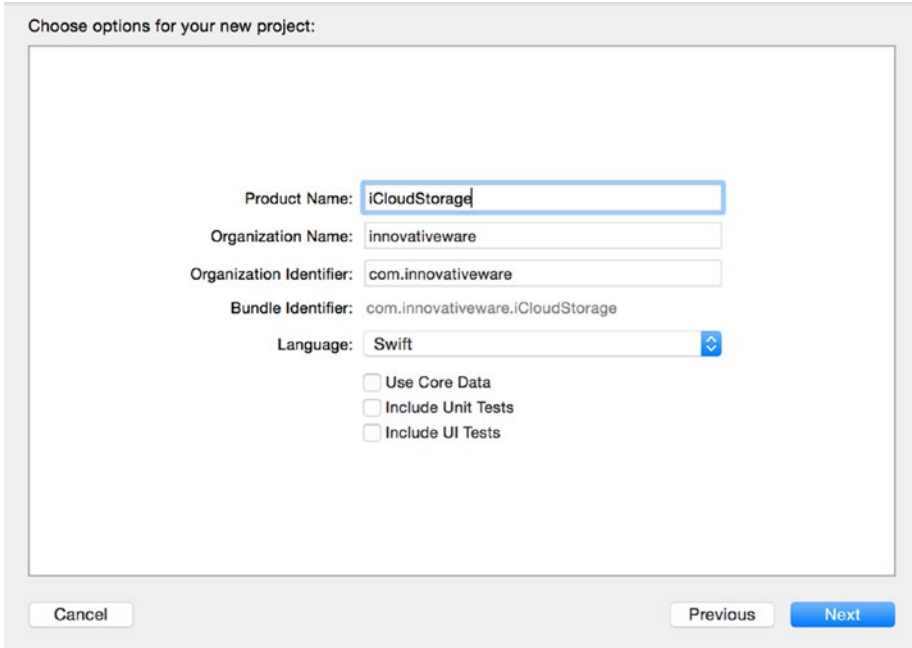 Choose options for your new project:
Product Name: iCloudStorage
Organization Name: innovativeware
Organization Identifier: com.innovativeware
Bundle Identifier: com.innovativeware.iCloudStorage
Language: Swift
Use Core Data
Include Unit Tests
Include UI Tests
Cancel Previous Next